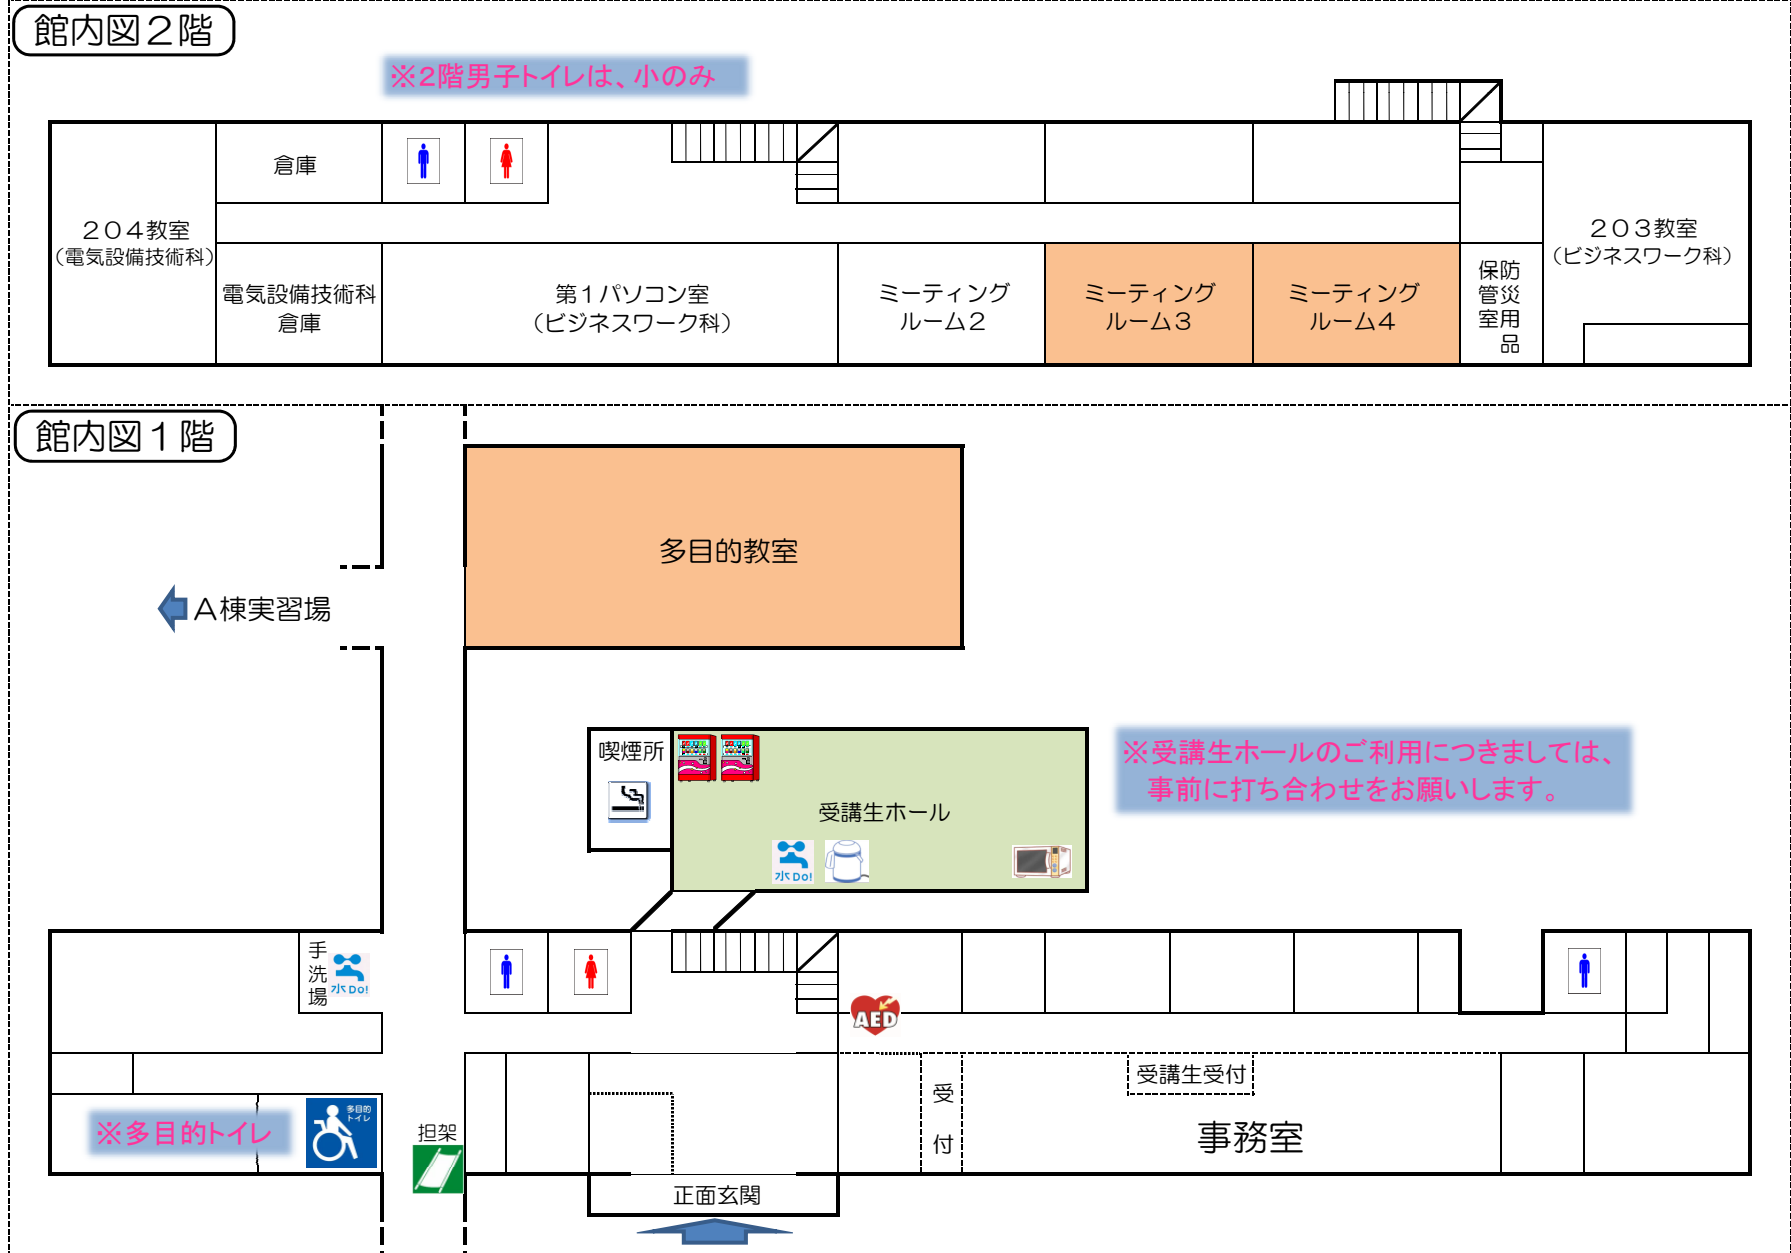 館内図２階
※2階男子トイレは、小のみ
倉庫
２０４教室
（電気設備技術科）
２０３教室
（ビジネスワーク科）
電気設備技術科
倉庫
第１パソコン室
（ビジネスワーク科）
ミーティング
ルーム２
ミーティング
ルーム３
ミーティング
ルーム４
防災用品
保管室
館内図１階
多目的教室
Ａ棟実習場
喫煙所
※受講生ホールのご利用につきましては、
事前に打ち合わせをお願いします。
受講生ホール
水 Do!
手洗場
水 Do!
AED
受講生受付
受付
事務室
※多目的トイレ
多目的
トイレ
担架
正面玄関